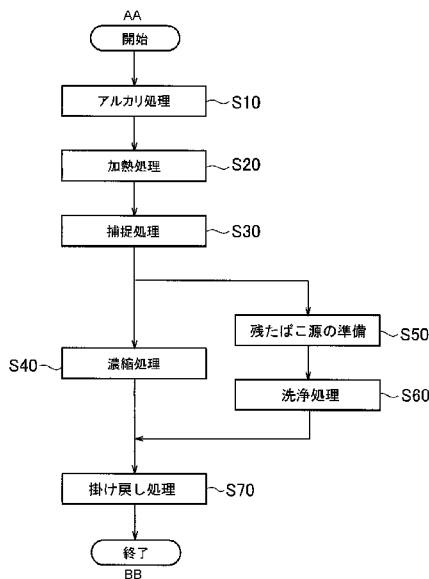 AA
開始
アルカリ処理
S10
加熱処理
S20
捕捉処理
S30
残たばこ源の準備
S50
S40
濃縮処理
洗浄処理
S60
掛け戻し処理
S70
終了
BB